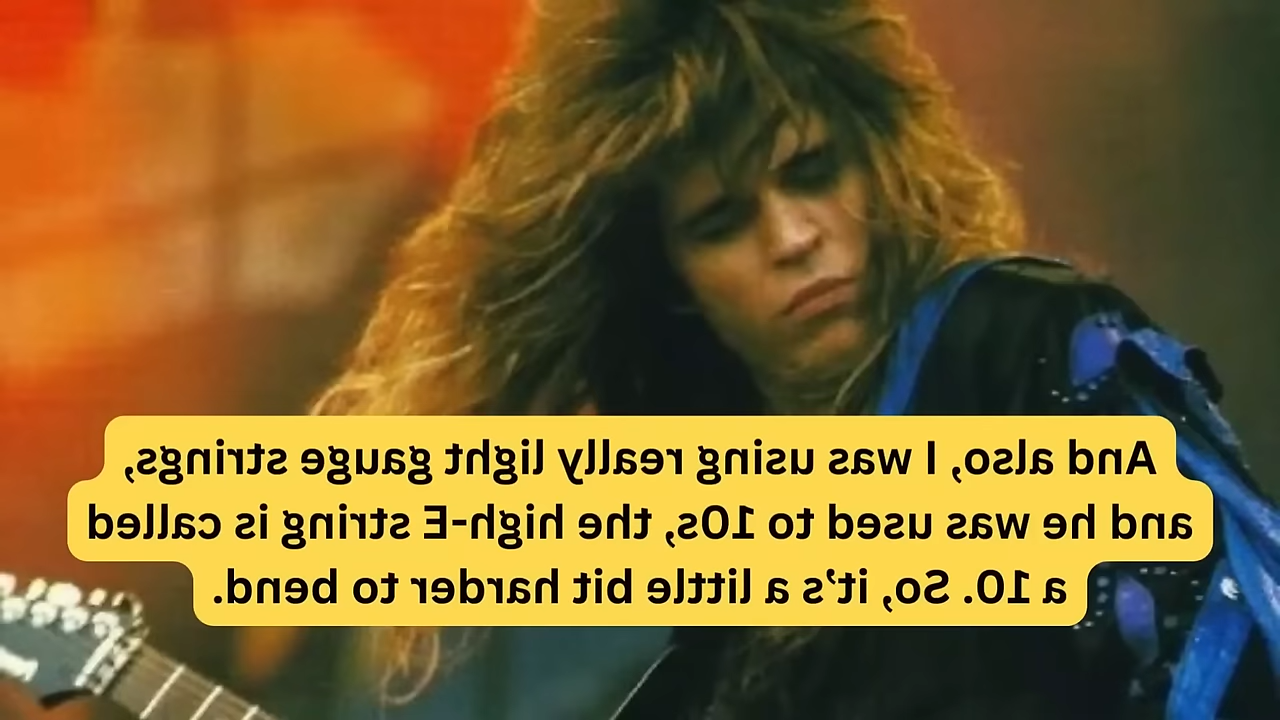 And also, I was using really light gauge strings,
and he was used to 10s, the high-E string is called
a 10. So, it’s a little bit harder to bend.